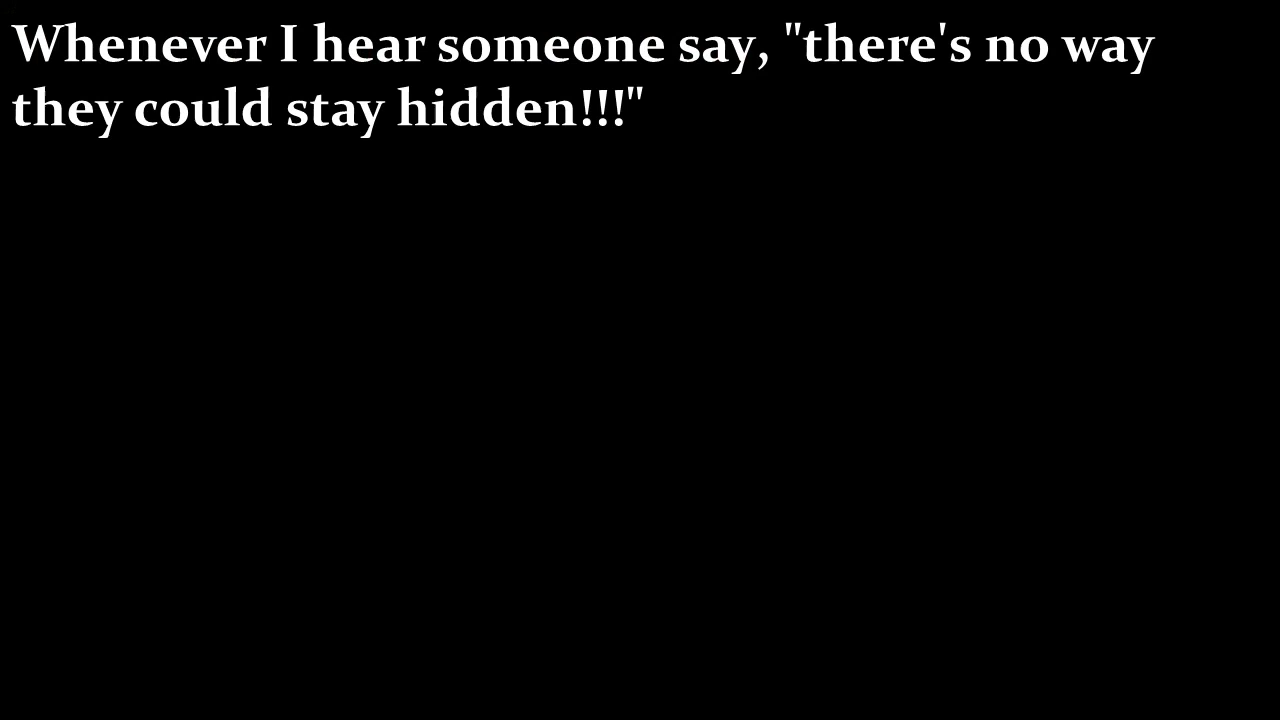 Whenever I hear someone say, "there's no way
they could stay hidden!!!"